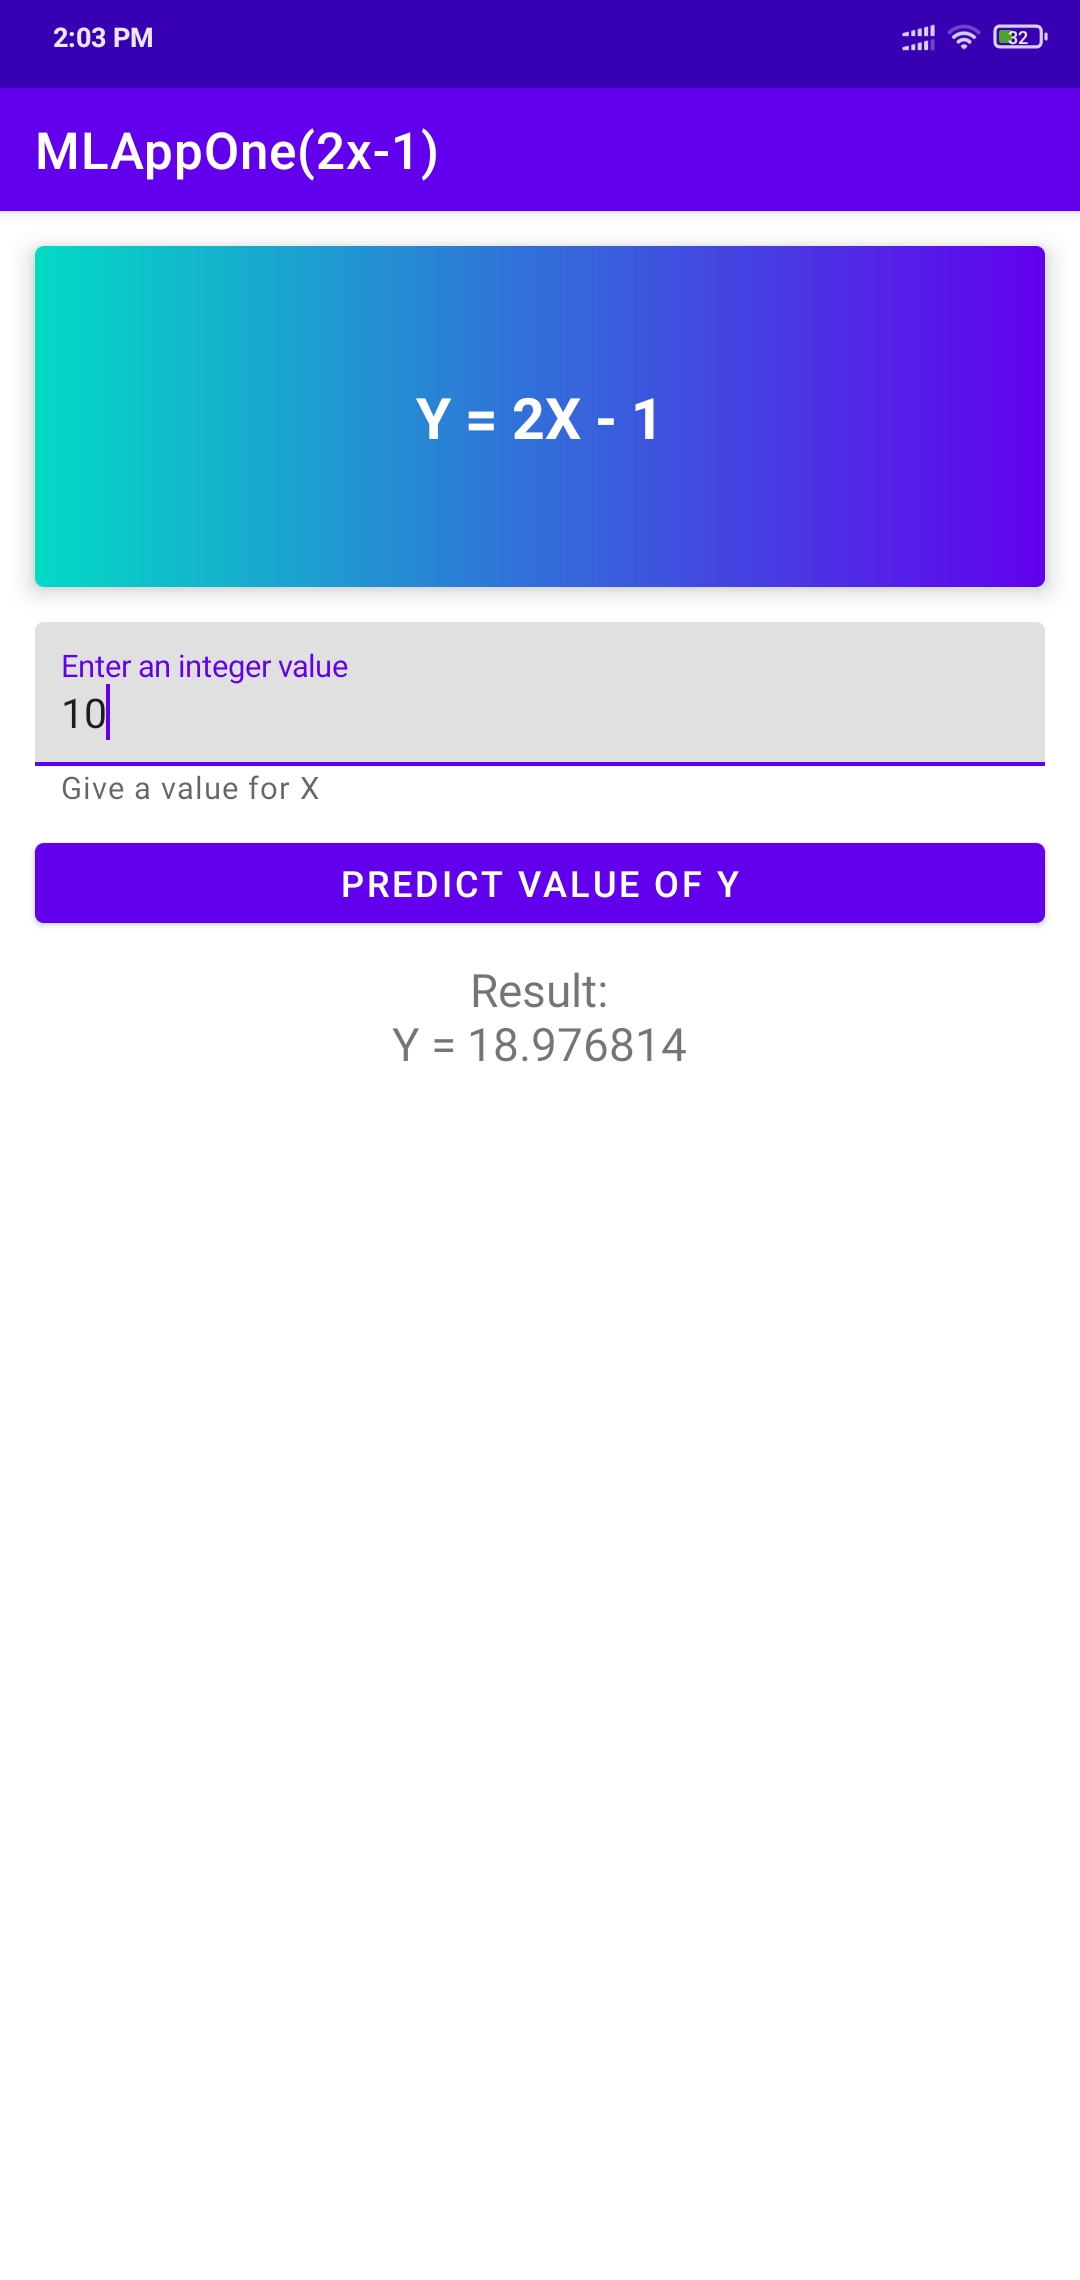 2:03 PM
32
MLAppOne(2x-1)
Y = 2X - 1
Enter an integer value
10
Give a value for X
PREDICT VALUE OF Y
Result:
Y = 18.976814